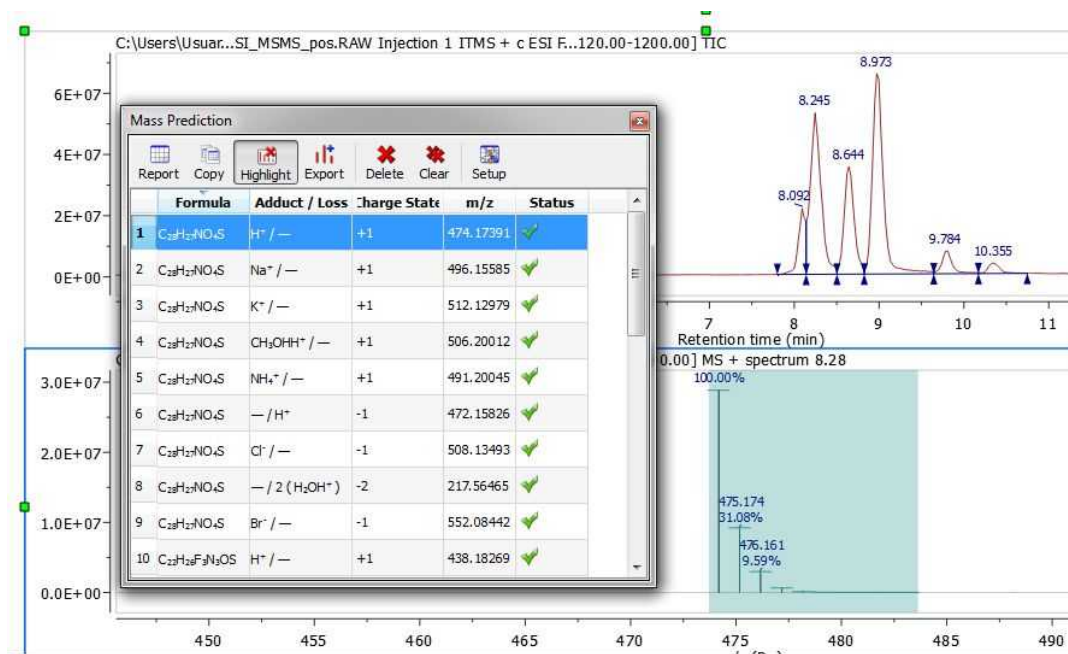 C:\Users\Usuar...SI_MSMS_pos.RAW Injection 1 ITMS + c ESI F...120.00-1200.00] TIC
6E+07
4E+07
2E+07
0E+00
8.092
8.245
8.644
8.973
9.784
10.355
7 8 9 10 11
Retention time (min)
Mass Prediction
Report Copy Highlight Export Delete Clear Setup
Formula Adduct / Loss Charge State m/z Status
1 C₂₈H₂₇NO₄S H⁺ / — +1 474.17391
2 C₂₈H₂₇NO₄S Na⁺ / — +1 496.15585
3 C₂₈H₂₇NO₄S K⁺ / — +1 512.12979
4 C₂₈H₂₇NO₄S CH₃OHH⁺ / — +1 506.20012
5 C₂₈H₂₇NO₄S NH₄⁺ / — +1 491.20045
6 C₂₈H₂₇NO₄S — / H⁺ -1 472.15826
7 C₂₈H₂₇NO₄S Cl⁻ / — -1 508.13493
8 C₂₈H₂₇NO₄S — / 2 (H₂OH⁺) -2 217.56465
9 C₂₈H₂₇NO₄S Br⁻ / — -1 552.08442
10 C₂₂H₂₆F₃N₃OS H⁺ / — +1 438.18269
0.00] MS + spectrum 8.28
3.0E+07
2.0E+07
1.0E+07
0.0E+00
100.00%
475.174
31.08%
476.161
9.59%
450 455 460 465 470 475 480 485 490